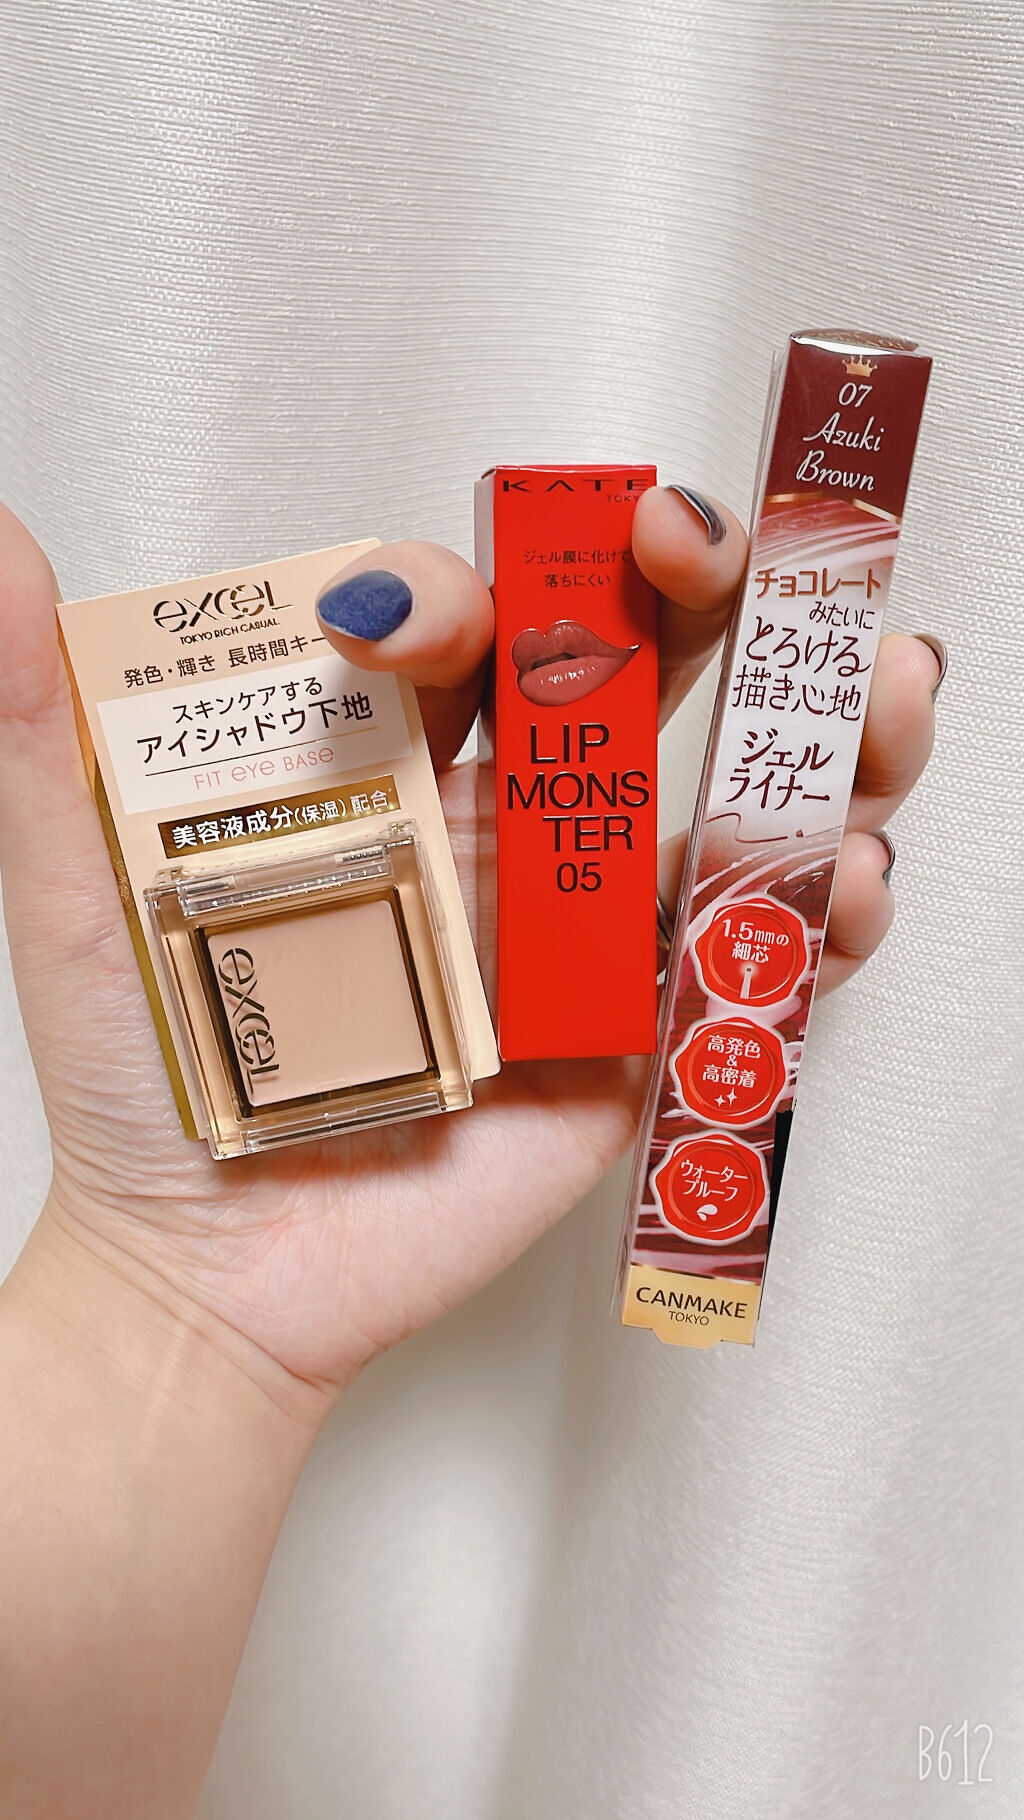 excel
TOKYO RICH CASUAL
発色・輝き 長時間キー
スキンケアする
アイシャドウ下地
FIT eye BASe
美容液成分(保湿)配合
excel
KATE
TOKY
ジェル膜に化けて
落ちにくい
LIP
MONS
TER
05
07
Azuki
Brown
チョコレート
みたいに
とろける
描き心地
ジェル
ライナー
1.5mmの
細芯
高発色
&
高密着
ウォーター
プルーフ
CANMAKE
TOKYO
B612